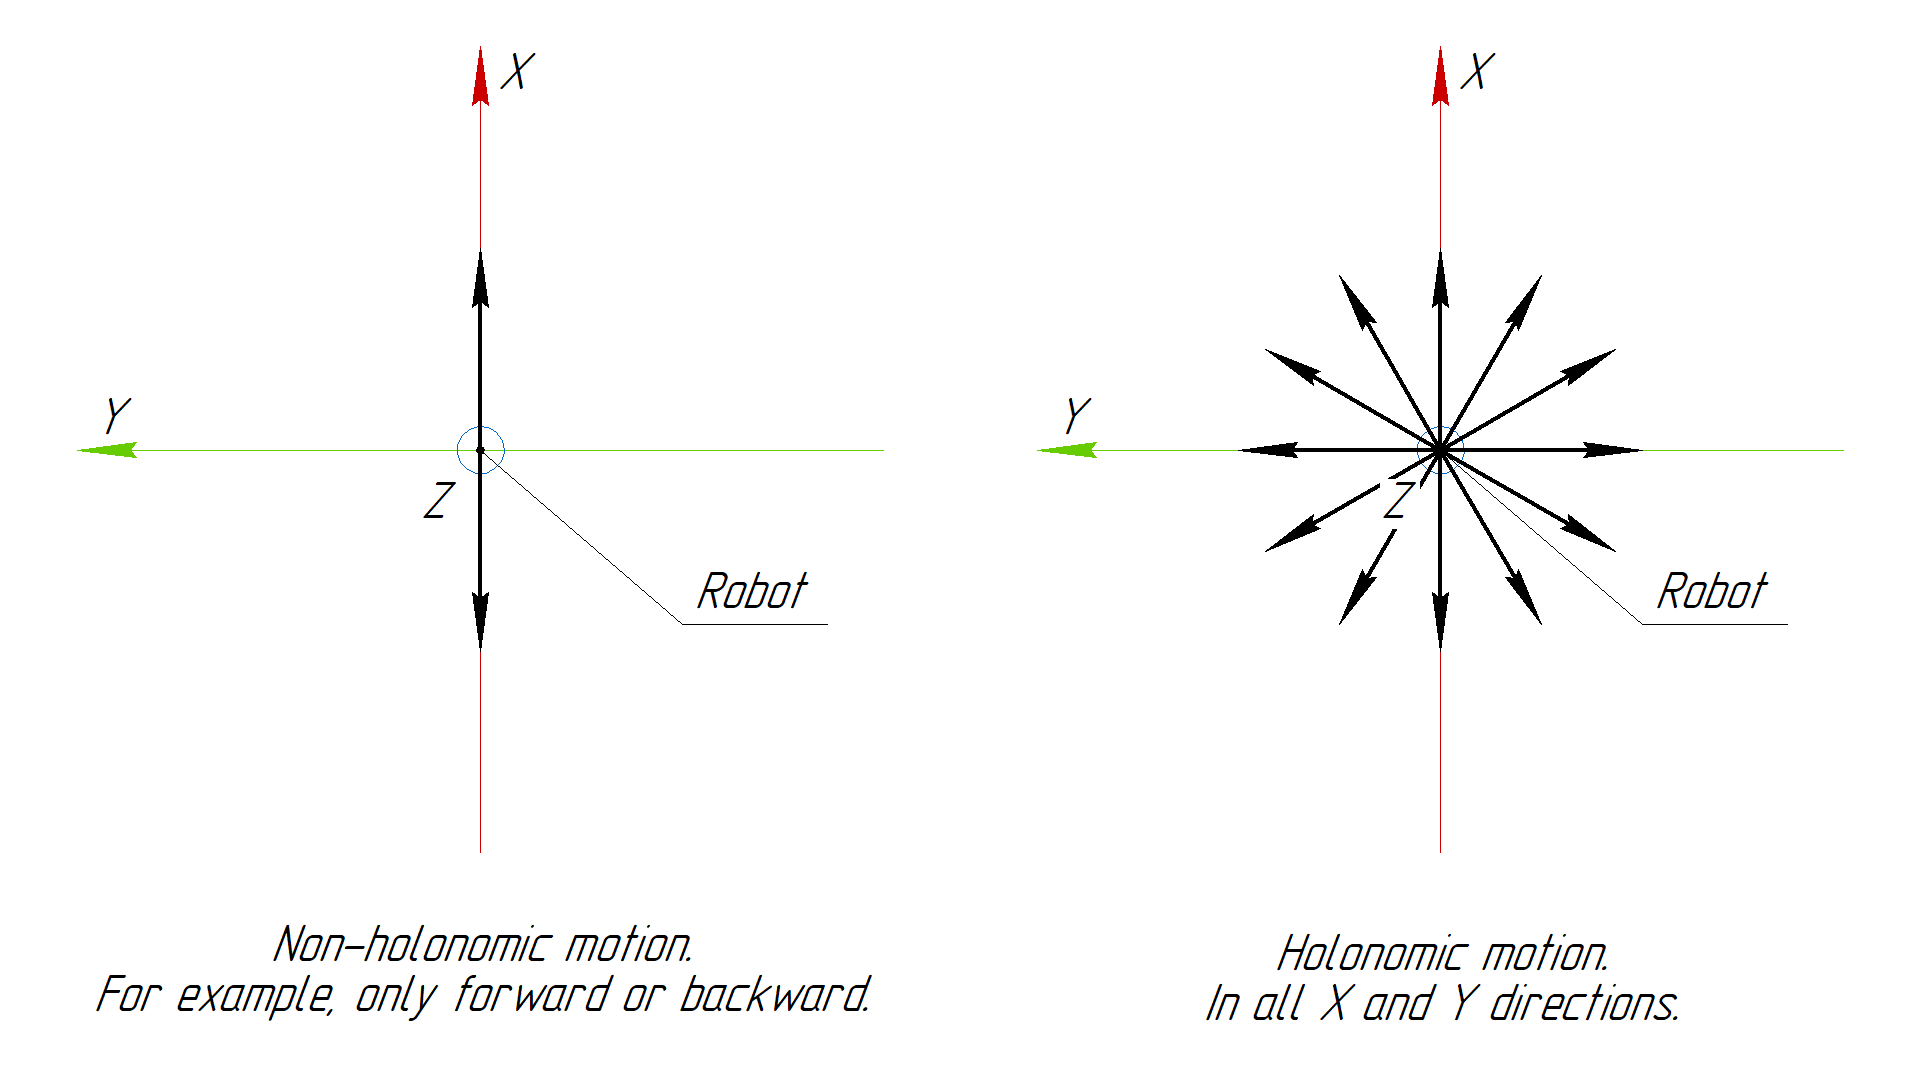 X
Y
Z
Robot
Non-holonomic motion.
For example, only forward or backward.
X
Y
Z
Robot
Holonomic motion.
In all X and Y directions.